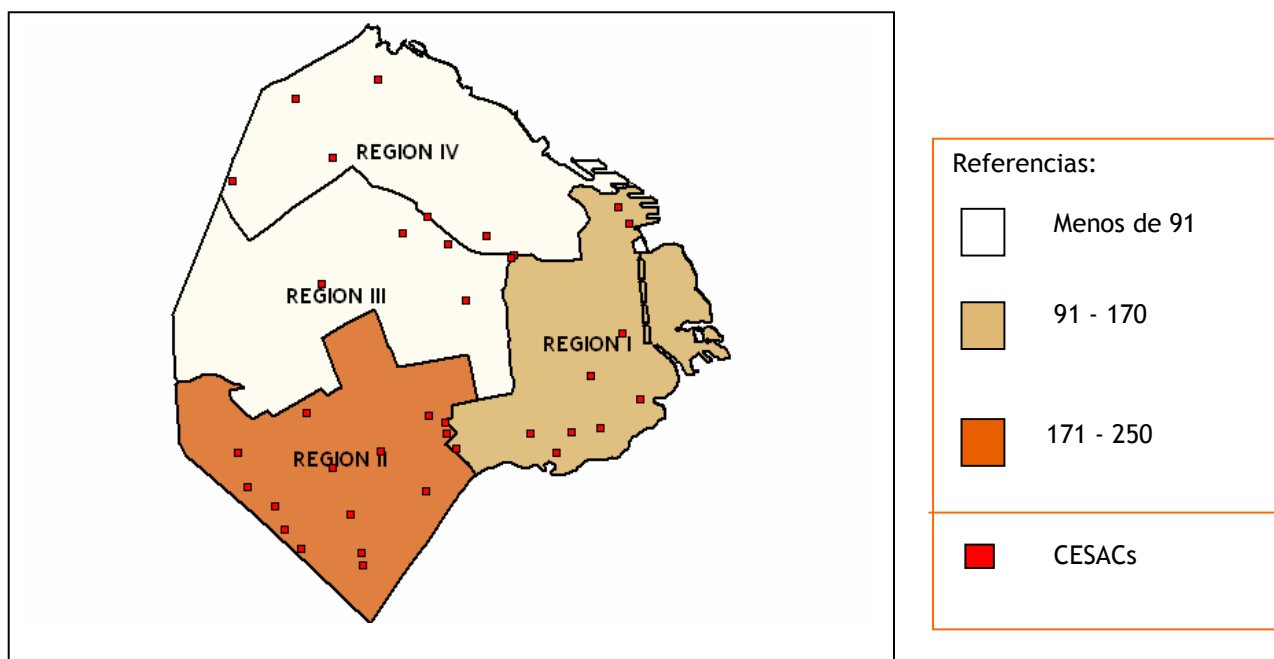 REGION IV
REGION III
REGION I
REGION II
Referencias:
Menos de 91
91 - 170
171 - 250
CESACs